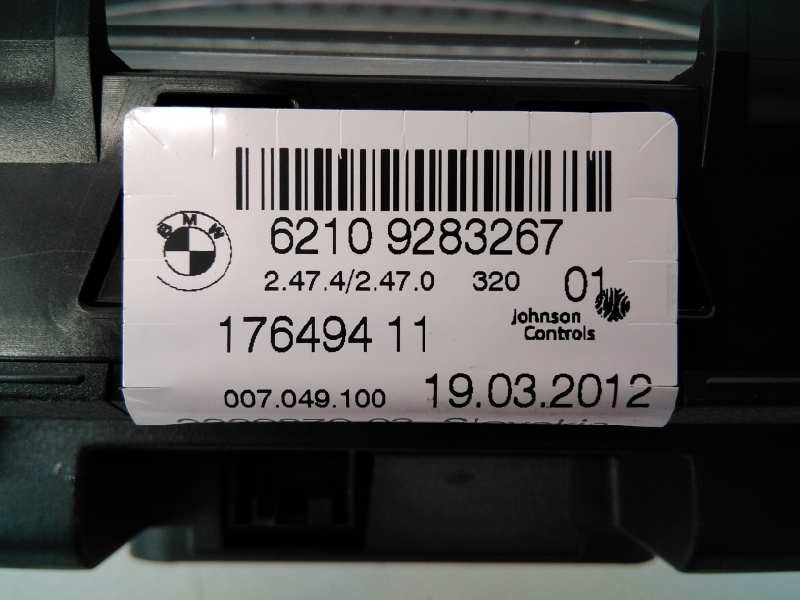 BMW
6210 9283267
2.47.4/2.47.0 320 01
Johnson Controls
176494 11
007.049.100 19.03.2012
Slovakia